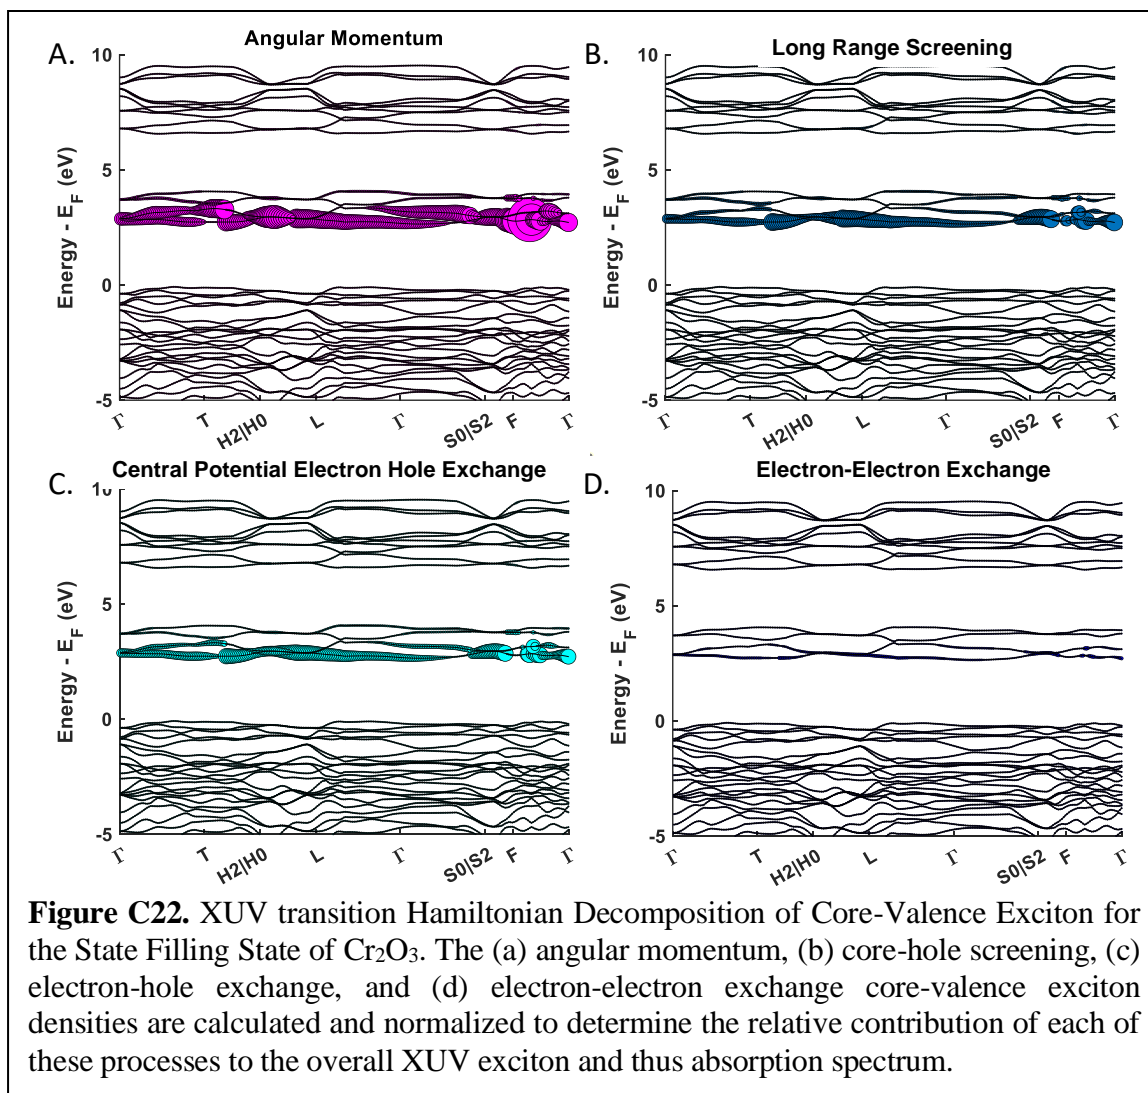 A.
Angular Momentum
10
5
0
-5
Energy - E_F (eV)
Γ T H2|H0 L Γ S0|S2 F Γ
B.
Long Range Screening
10
5
0
-5
Energy - E_F (eV)
Γ T H2|H0 L Γ S0|S2 F Γ
C.
Central Potential Electron Hole Exchange
10
5
0
-5
Energy - E_F (eV)
Γ T H2|H0 L Γ S0|S2 F Γ
D.
Electron-Electron Exchange
10
5
0
-5
Energy - E_F (eV)
Γ T H2|H0 L Γ S0|S2 F Γ
Figure C22. XUV transition Hamiltonian Decomposition of Core-Valence Exciton for
the State Filling State of Cr₂O₃. The (a) angular momentum, (b) core-hole screening, (c)
electron-hole exchange, and (d) electron-electron exchange core-valence exciton
densities are calculated and normalized to determine the relative contribution of each of
these processes to the overall XUV exciton and thus absorption spectrum.